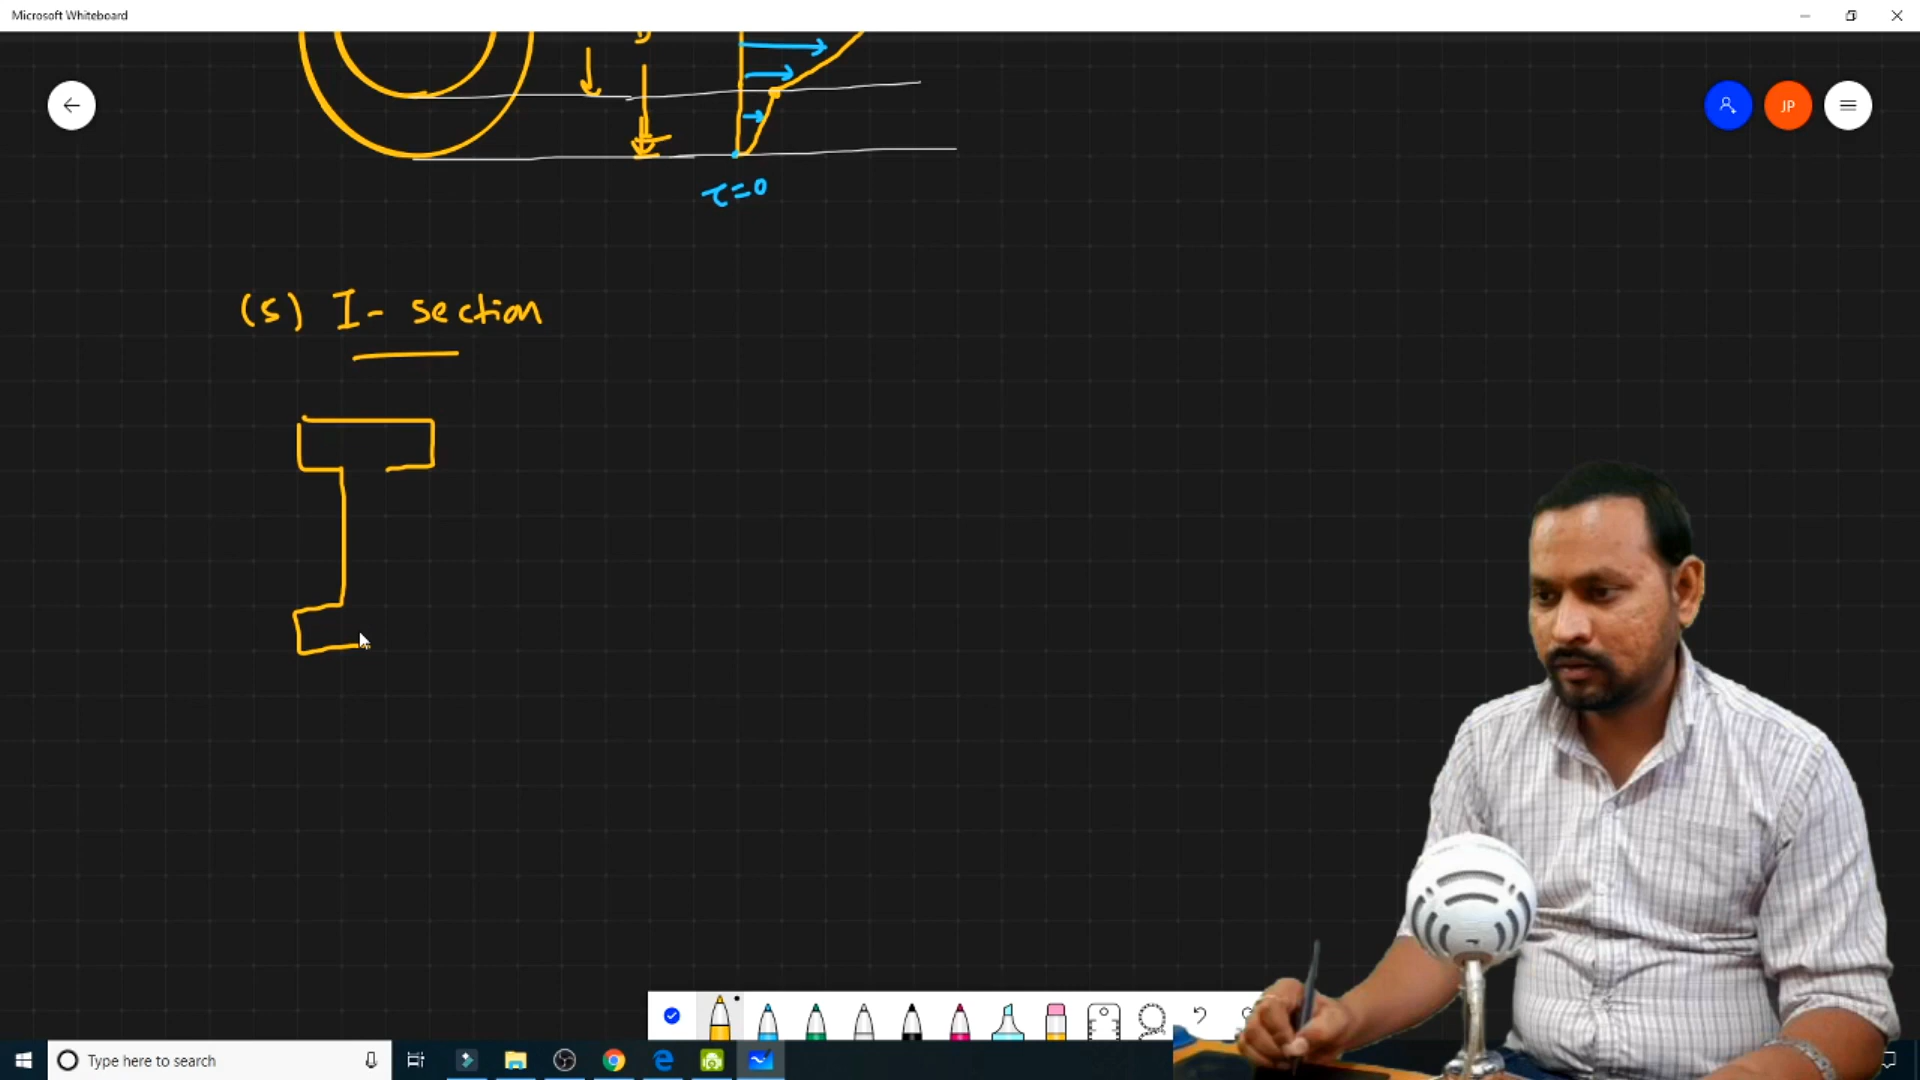 Microsoft Whiteboard
JP
τ=0
(5) I- section
Type here to search